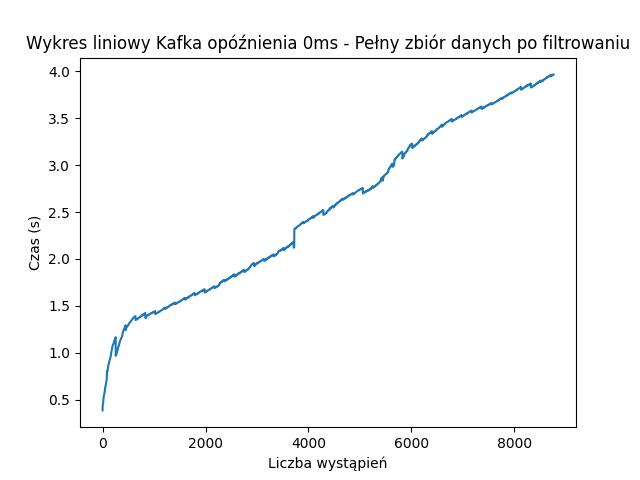 Wykres liniowy Kafka opóźnienia 0ms - Pełny zbiór danych po filtrowaniu
4.0
3.5
3.0
2.5
2.0
1.5
1.0
0.5
Czas (s)
0 2000 4000 6000 8000
Liczba wystąpień